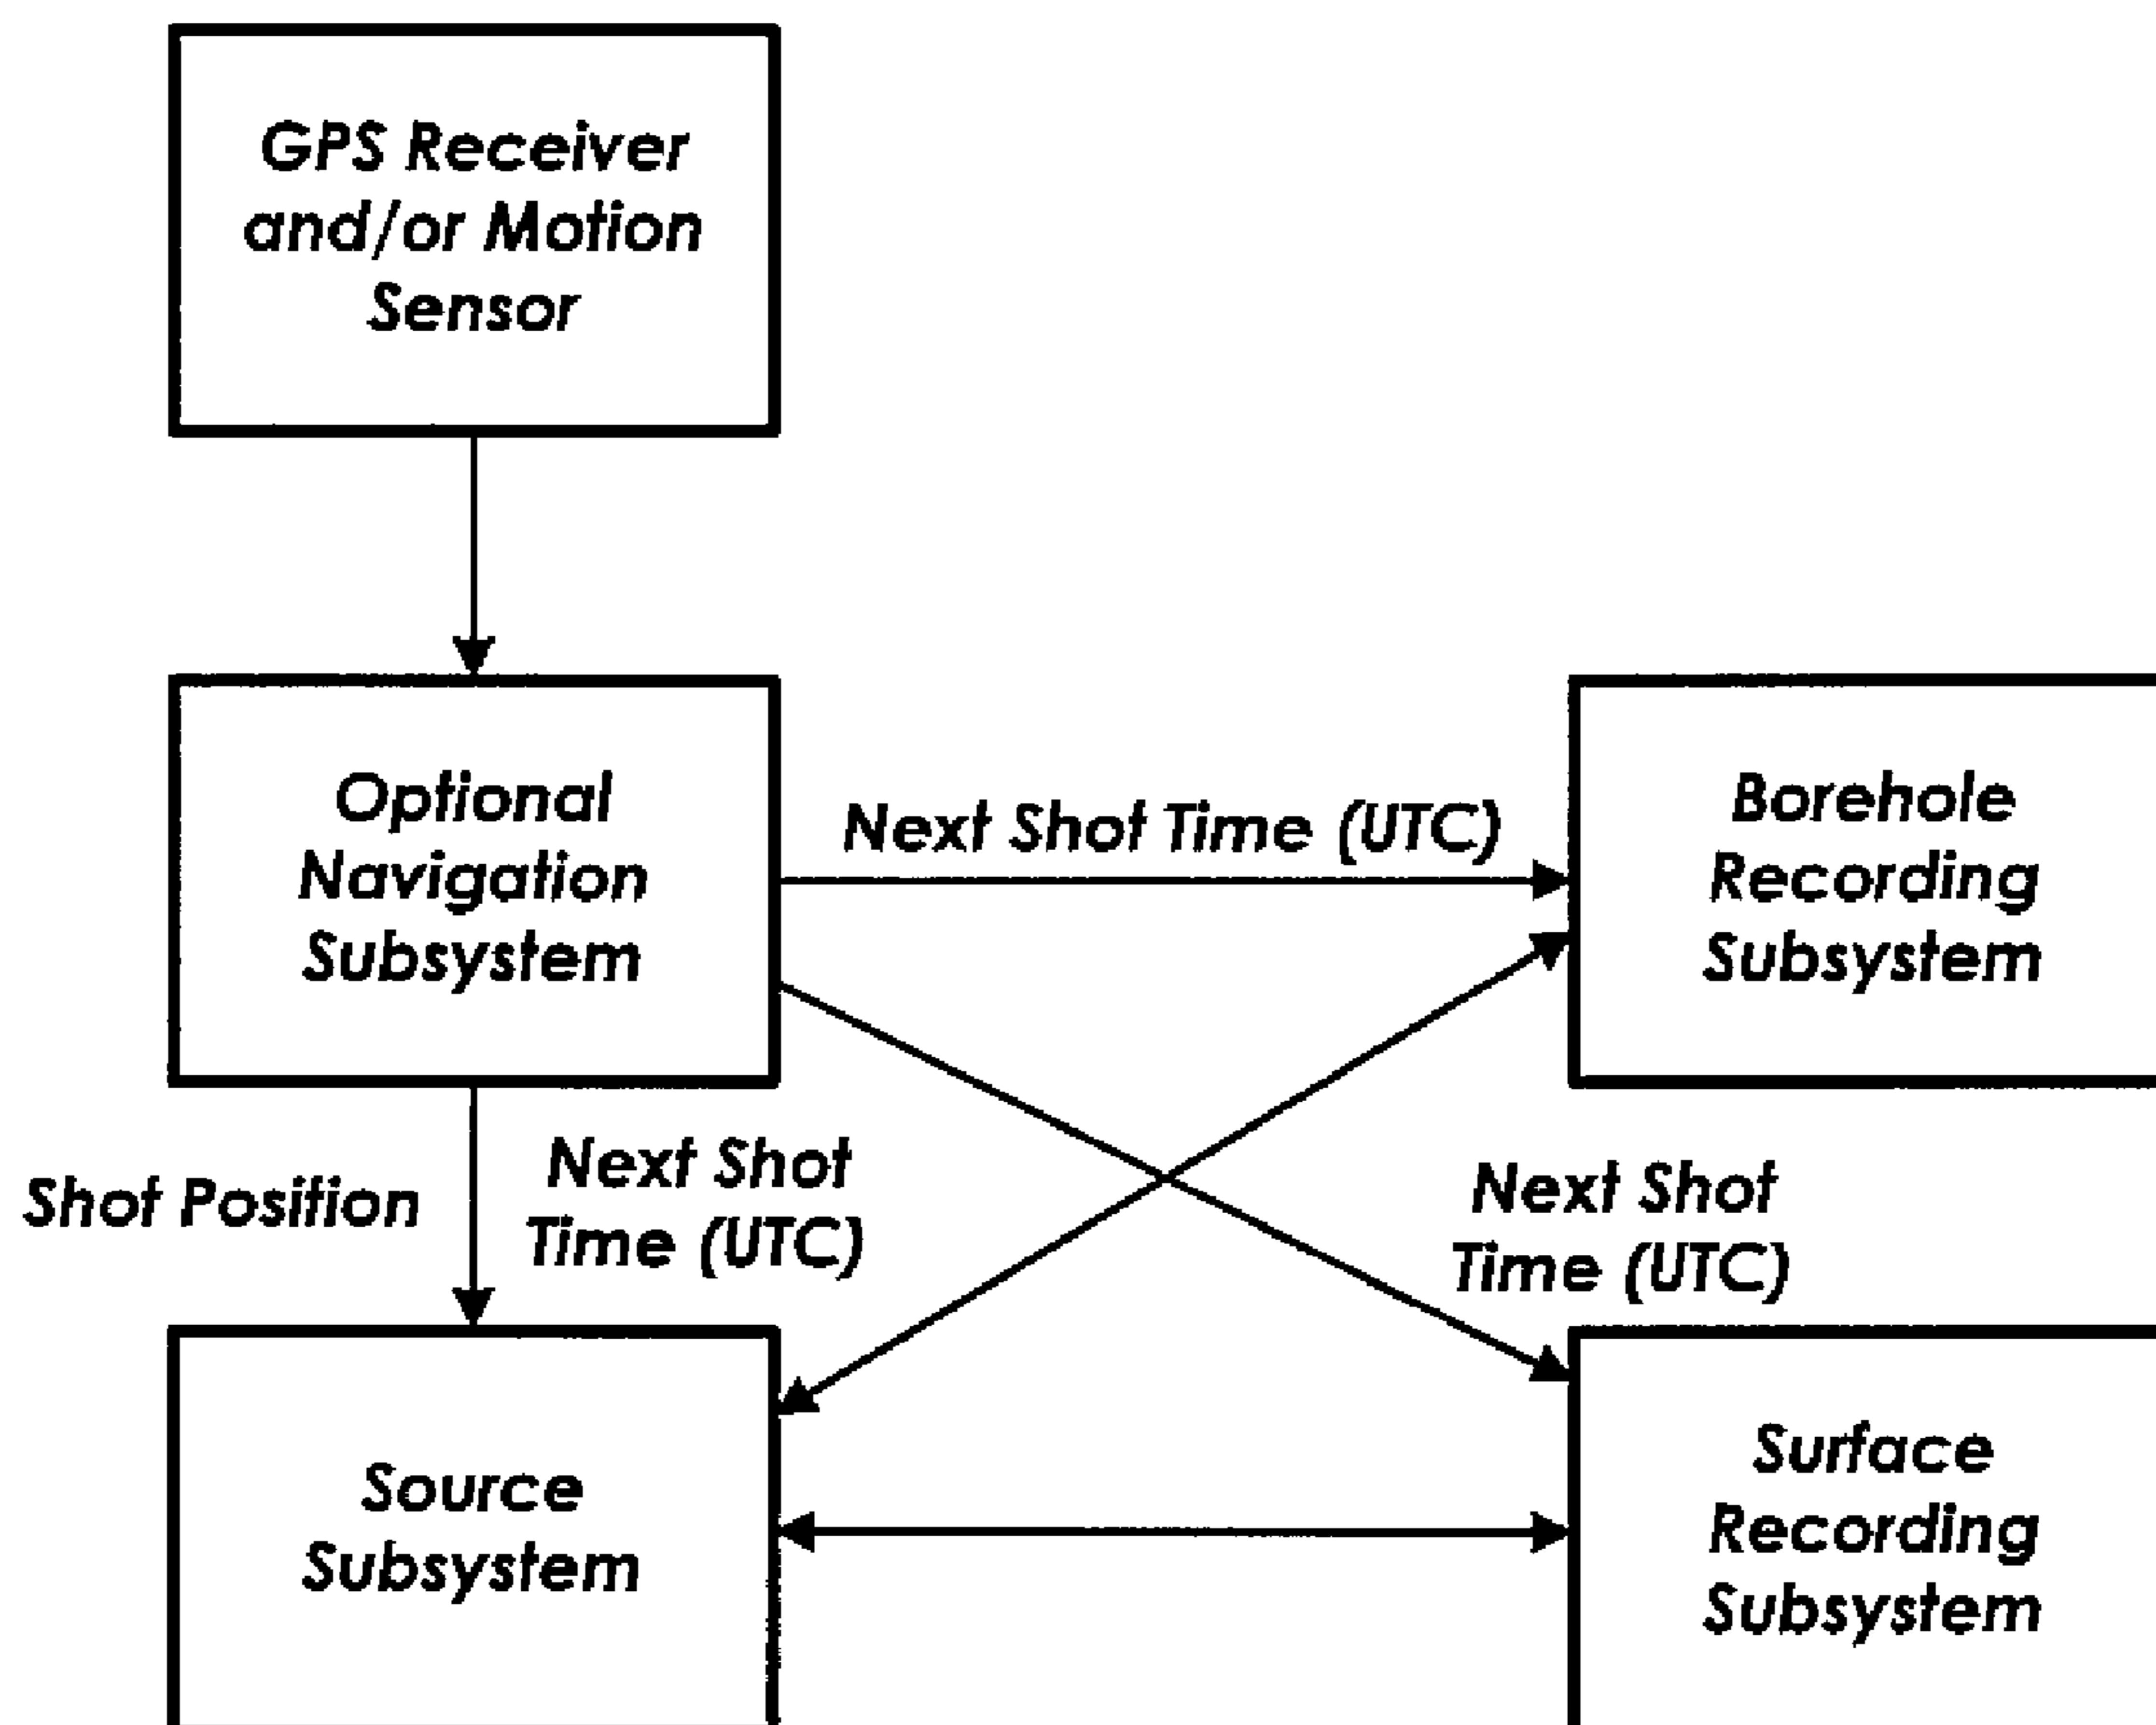 GPS Receiver
and/or Motion
Sensor
Optional
Navigation
Subsystem
Next Shot Time (UTC)
Borehole
Recording
Subsystem
Shot Position
Next Shot
Time (UTC)
Next Shot
Time (UTC)
Source
Subsystem
Surface
Recording
Subsystem